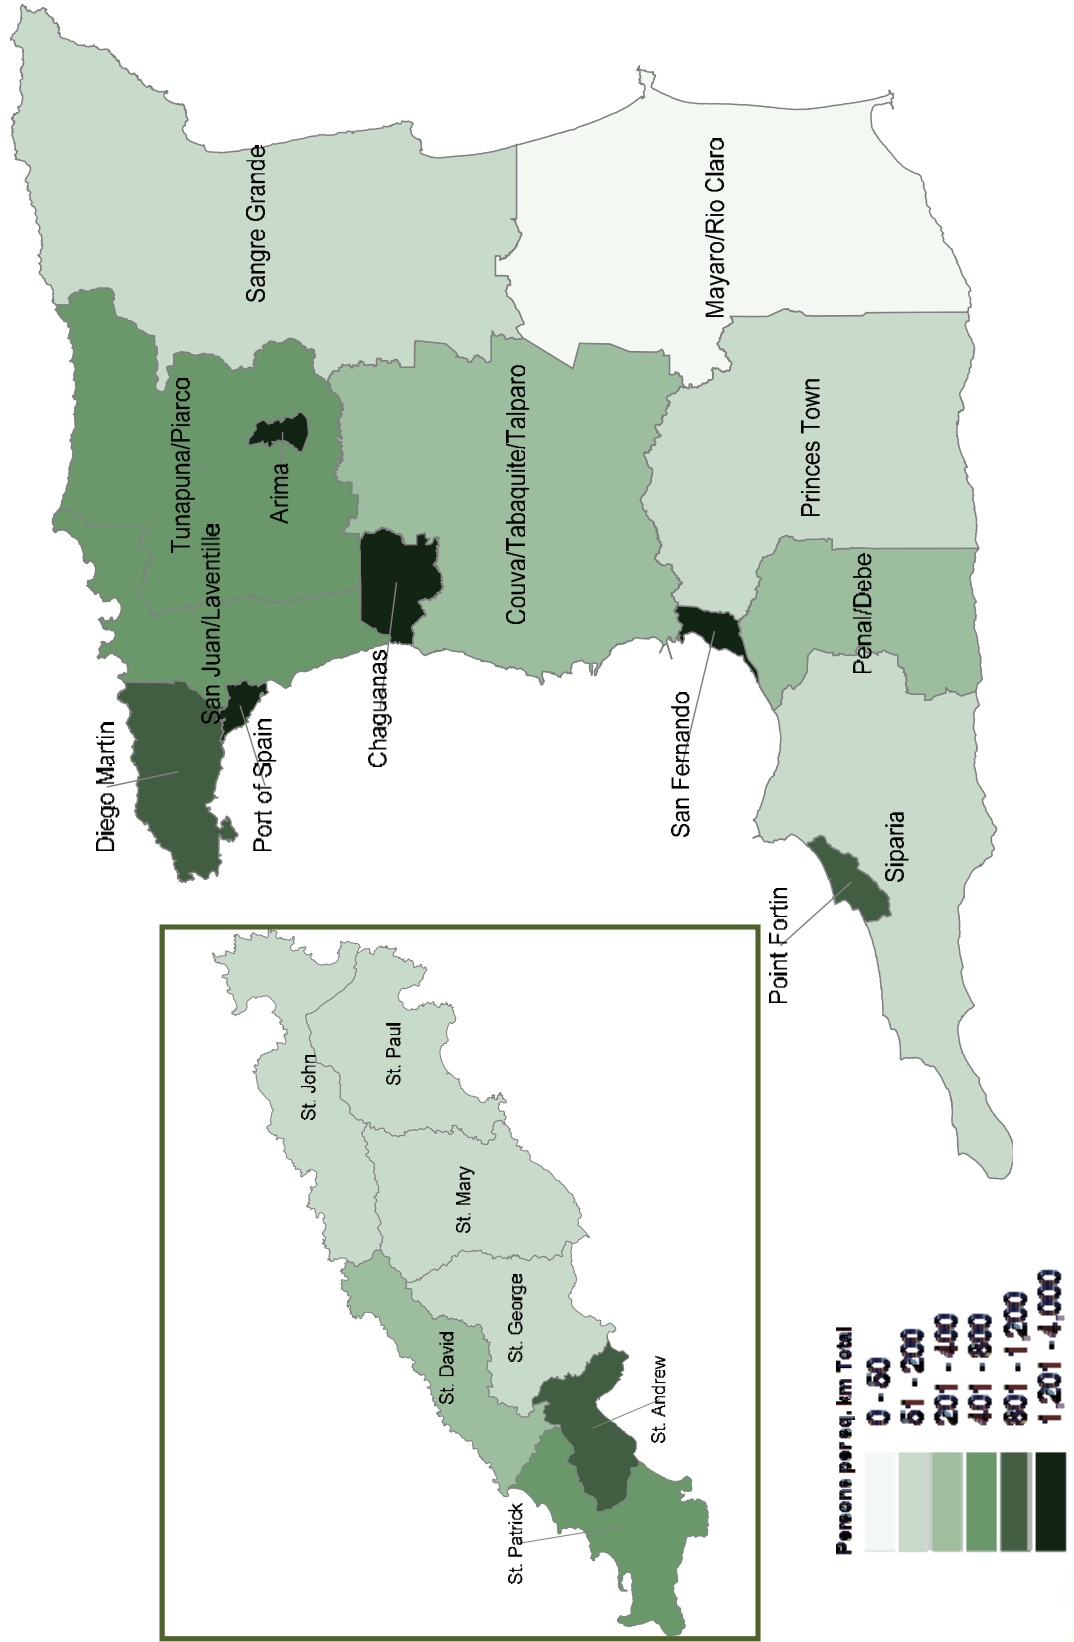 Sangre Grande
Tunapuna/Piarco
Arima
San Juan/Laventille
Diego Martin
Port of Spain
Chaguanas
Couva/Tabaquite/Talparo
Mayaro/Rio Claro
Princes Town
San Fernando
Penal/Debe
Siparia
Point Fortin
St. John
St. Paul
St. Mary
St. George
St. David
St. Andrew
St. Patrick
Persons per sq. km Total
0 - 50
51 - 200
201 - 400
401 - 800
801 - 1,200
1,201 - 4,000